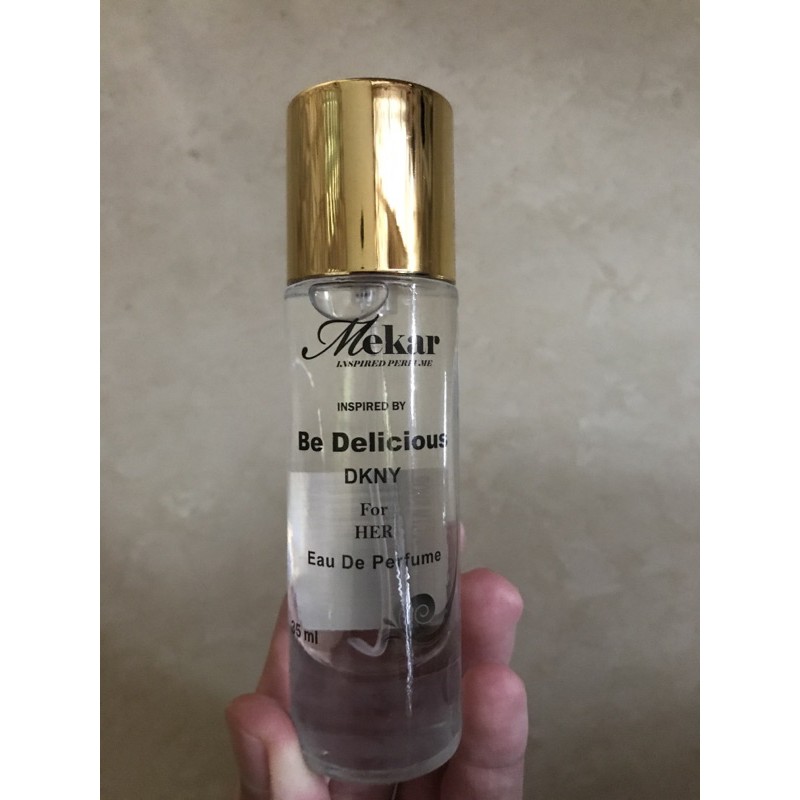 Mekar
INSPIRED PERFUME
INSPIRED BY
Be Delicious
DKNY
For
HER
Eau De Perfume
35 ml